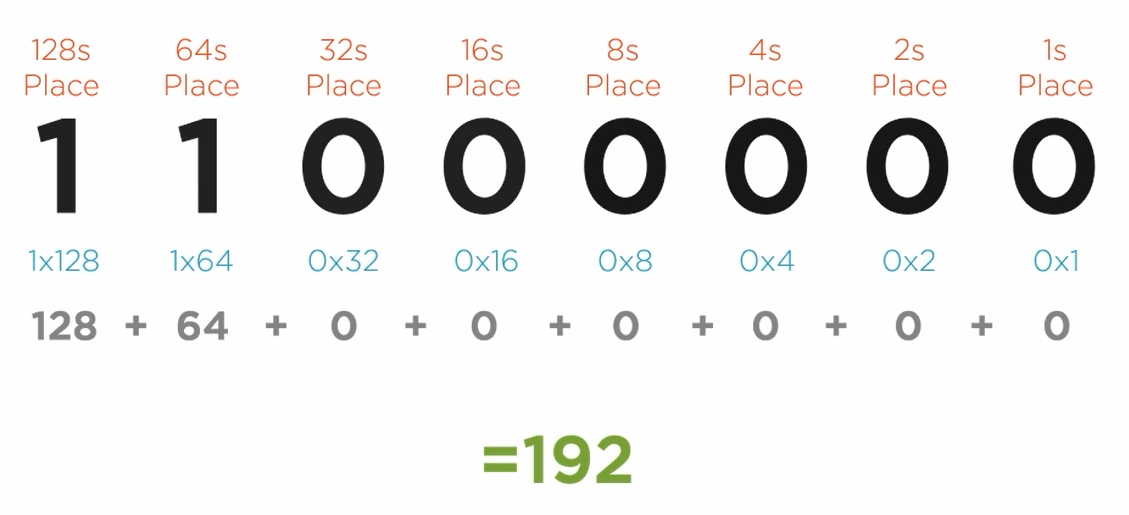 128s 64s 32s 16s 8s 4s 2s 1s
Place Place Place Place Place Place Place Place
1 1 0 0 0 0 0 0
1x128 1x64 0x32 0x16 0x8 0x4 0x2 0x1
128 + 64 + 0 + 0 + 0 + 0 + 0 + 0
=192